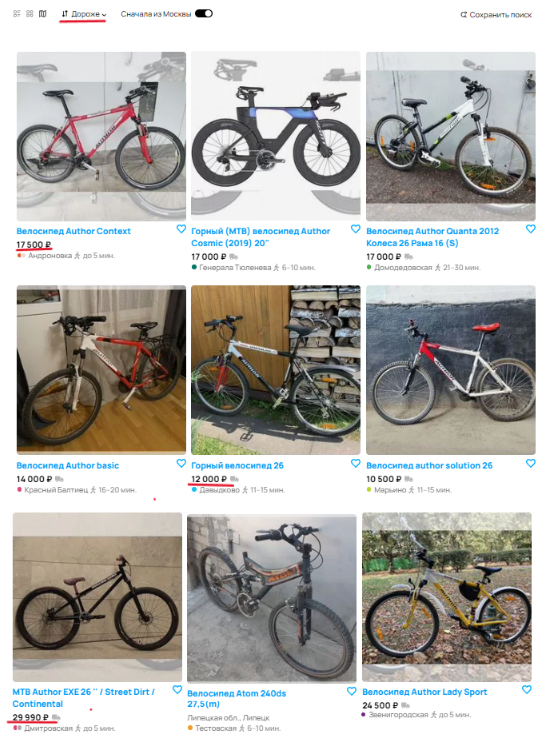 Дороже
Сначала из Москвы
Сохранить поиск
Велосипед Author Context
17 500 ₽
Андроновка до 5 мин.
Горный (MTB) велосипед Author
Cosmic (2019) 20"
17 000 ₽
Генерала Тюленева 6–10 мин.
Велосипед Author Quanta 2012
Колеса 26 Рама 16 (S)
17 000 ₽
Домодедовская 21–30 мин.
Велосипед Author basic
14 000 ₽
Красный Балтиец 16–20 мин.
Горный велосипед 26
12 000 ₽
Давыдково 11–15 мин.
Велосипед author solution 26
10 500 ₽
Марьино 11–15 мин.
MTB Author EXE 26 '' / Street Dirt /
Continental
29 990 ₽
Дмитровская до 5 мин.
Велосипед Atom 240ds
27,5(m)
Липецкая обл., Липецк
Тестовская 6–10 мин.
Велосипед Author Lady Sport
24 500 ₽
Звенигородская до 5 мин.